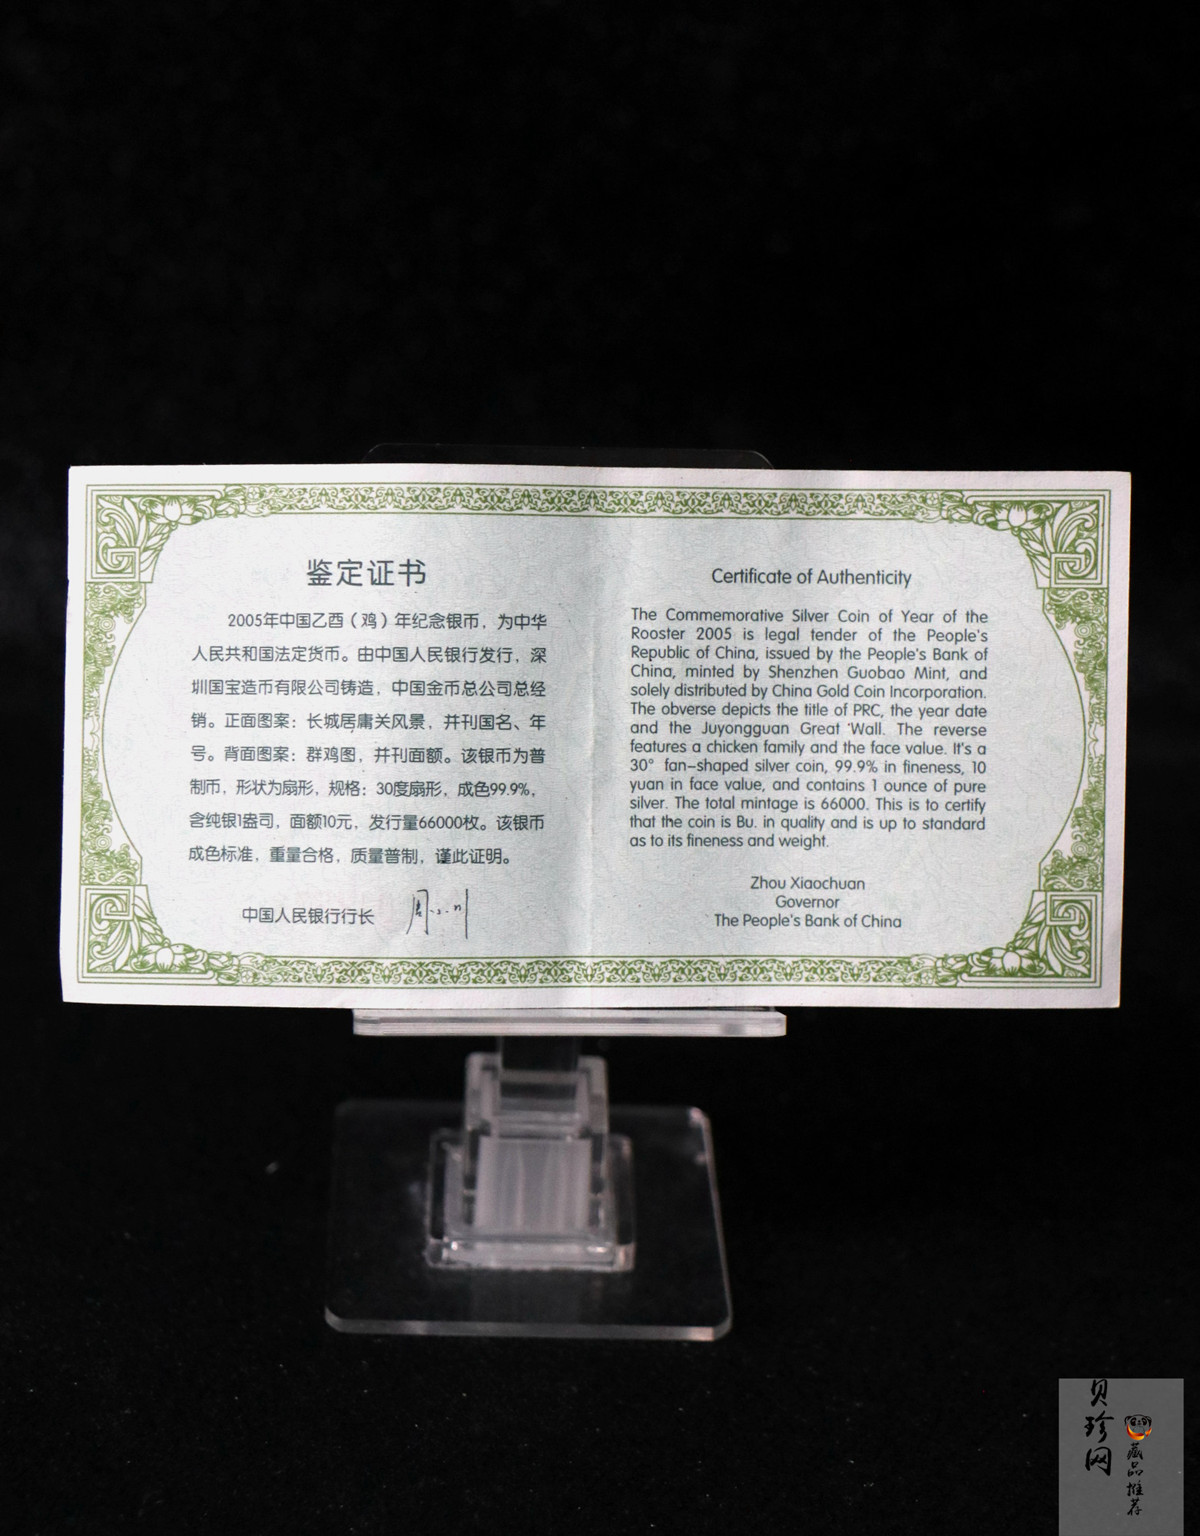 鉴定证书
2005年中国乙酉（鸡）年纪念银币，为中华
人民共和国法定货币。由中国人民银行发行，深
圳国宝造币有限公司铸造，中国金币总公司总经
销。正面图案：长城居庸关风景，并刊国名、年
号。背面图案：群鸡图，并刊面额。该银币为普
制币，形状为扇形，规格：30度扇形，成色99.9%，
含纯银1盎司，面额10元，发行量66000枚。该银币
成色标准，重量合格，质量普制，谨此证明。
中国人民银行行长 周小川
Certificate of Authenticity
The Commemorative Silver Coin of Year of the
Rooster 2005 is legal tender of the People's
Republic of China, issued by the People's Bank of
China, minted by Shenzhen Guobao Mint, and
solely distributed by China Gold Coin Incorporation.
The obverse depicts the title of PRC, the year date
and the Juyongguan Great Wall. The reverse
features a chicken family and the face value. It's a
30° fan-shaped silver coin, 99.9% in fineness, 10
yuan in face value, and contains 1 ounce of pure
silver. The total mintage is 66000. This is to certify
that the coin is Bu. in quality and is up to standard
as to its fineness and weight.
Zhou Xiaochuan
Governor
The People's Bank of China
贝珍网
藏品推荐